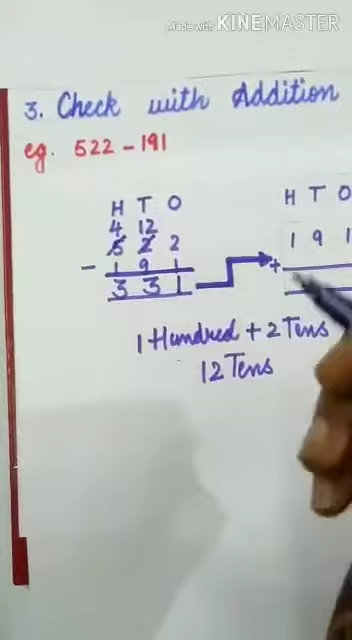 Made with KINEMASTER
3. Check with Addition
eg. 522 - 191
H T O
4 12
5 2 2
- 1 9 1
3 3 1
H T O
1 9 1
+
1 Hundred + 2 Tens
12 Tens